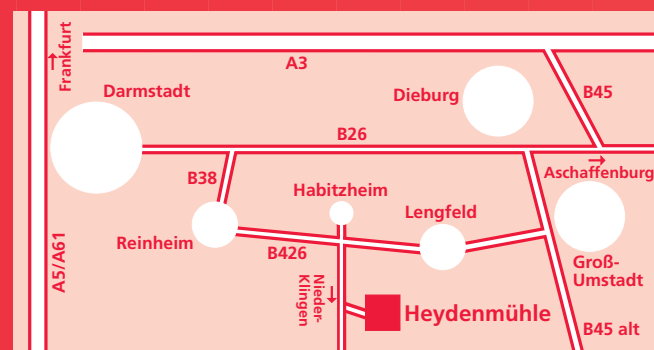 Frankfurt
A3
Darmstadt
Dieburg
B45
B26
Aschaffenburg
B38
Habitzheim
Lengfeld
Reinheim
B426
A5/A61
Nieder-
Klingen
Groß-
Umstadt
Heydenmühle
B45 alt